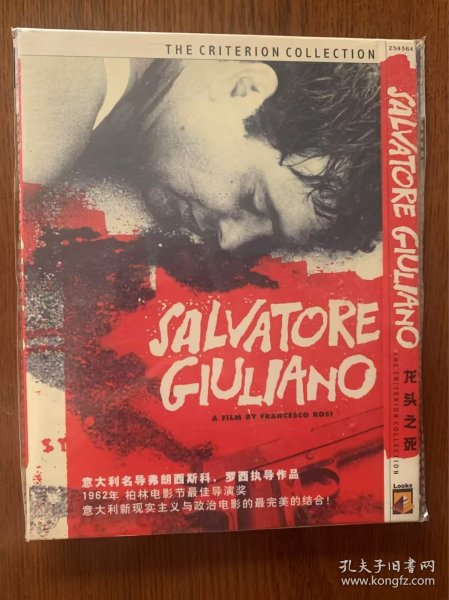 THE CRITERION COLLECTION
ZS4564
SALVATORE
GIULIANO
A FILM BY FRANCESCO ROSI
意大利名导弗朗西斯科．罗西执导作品
1962年 柏林电影节最佳导演奖
意大利新现实主义与政治电影的最完美的结合！
SALVATORE GIULIANO
THE CRITERION COLLECTION
龙头之死
Looks
孔夫子旧书网
www.kongfz.com